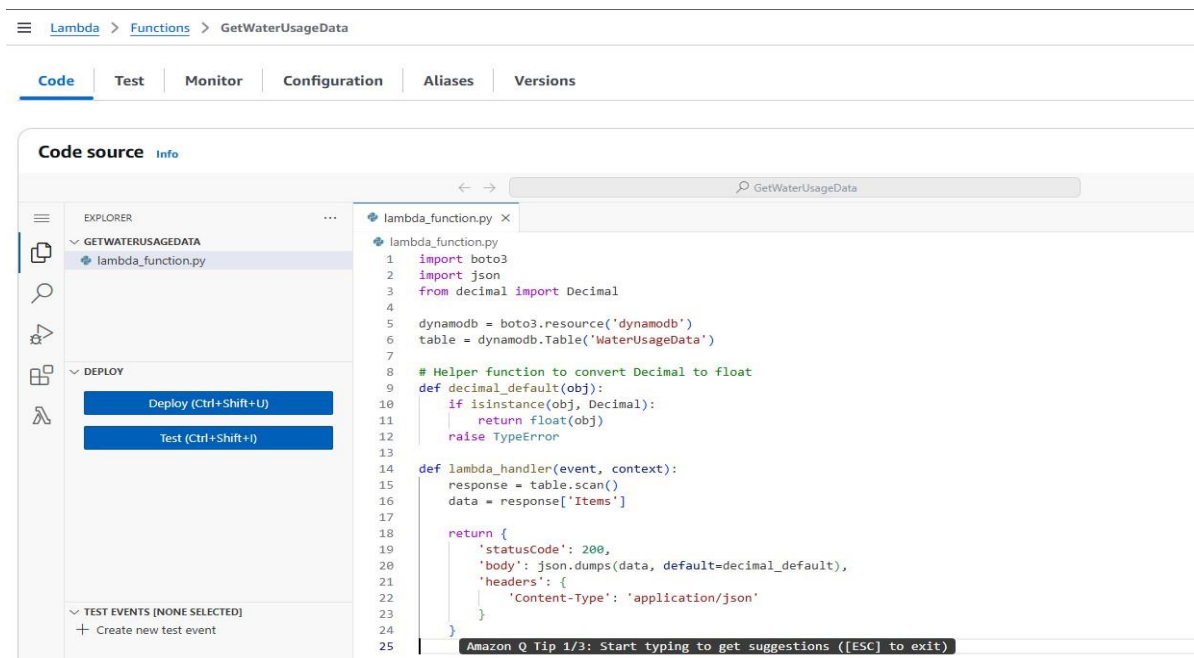 Lambda > Functions > GetWaterUsageData
Code Test Monitor Configuration Aliases Versions
Code source Info
GetWaterUsageData
EXPLORER ...
GETWATERUSAGEDATA
lambda_function.py
DEPLOY
Deploy (Ctrl+Shift+U)
Test (Ctrl+Shift+I)
TEST EVENTS [NONE SELECTED]
+ Create new test event
lambda_function.py ×
lambda_function.py
1 import boto3
2 import json
3 from decimal import Decimal
4
5 dynamodb = boto3.resource('dynamodb')
6 table = dynamodb.Table('WaterUsageData')
7
8 # Helper function to convert Decimal to float
9 def decimal_default(obj):
10     if isinstance(obj, Decimal):
11         return float(obj)
12     raise TypeError
13
14 def lambda_handler(event, context):
15     response = table.scan()
16     data = response['Items']
17
18     return {
19         'statusCode': 200,
20         'body': json.dumps(data, default=decimal_default),
21         'headers': {
22             'Content-Type': 'application/json'
23         }
24     }
25 Amazon Q Tip 1/3: Start typing to get suggestions ([ESC] to exit)